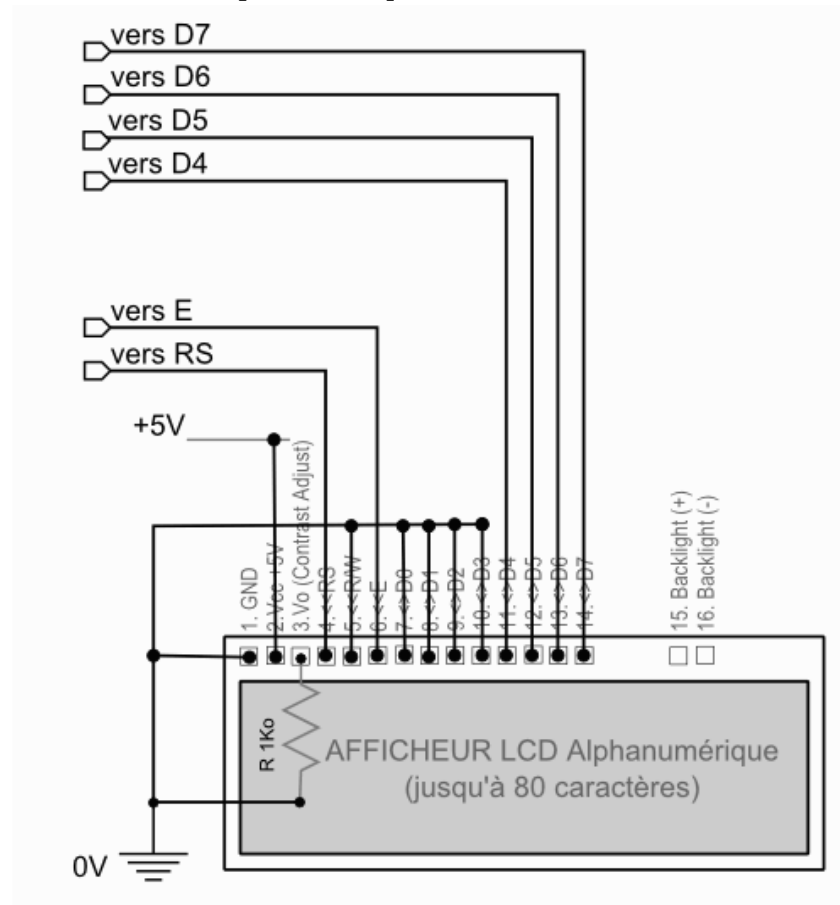 vers D7
vers D6
vers D5
vers D4
vers E
vers RS
+5V
1. GND
2.Vcc +5V
3.Vo (Contrast Adjust)
4.<<RS
5.<<R/W
6.<<E
7.<>D0
8.<>D1
9.<>D2
10.<>D3
11.<>D4
12.<>D5
13.<>D6
14.<>D7
15. Backlight (+)
16. Backlight (-)
R 1Ko
AFFICHEUR LCD Alphanumérique
(jusqu'à 80 caractères)
0V